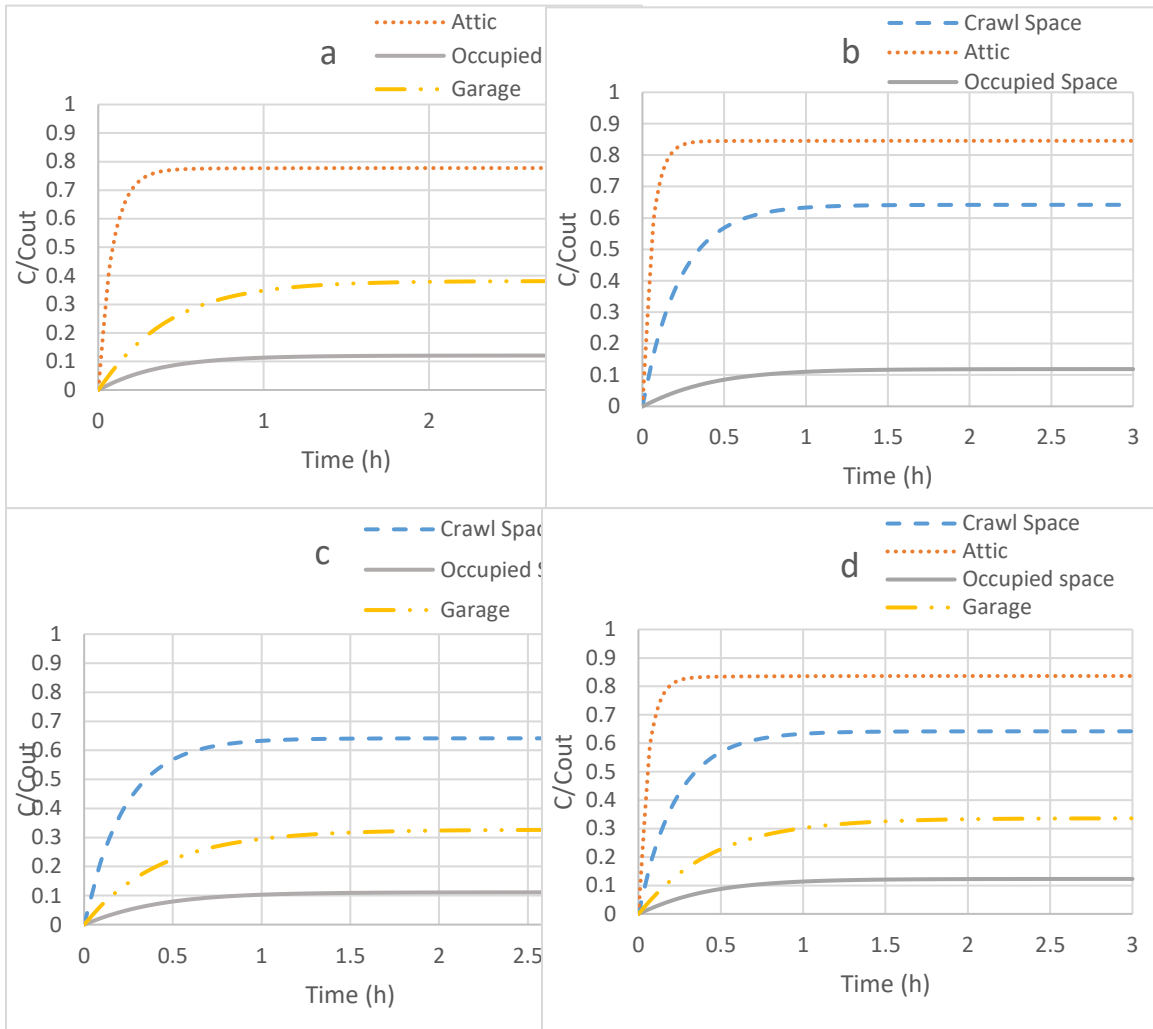 Attic
a
Occupied
Garage
1
0.9
0.8
0.7
0.6
0.5
0.4
0.3
0.2
0.1
0
C/Cout
0
1
2
Time (h)
Crawl Space
b
Attic
Occupied Space
1
0.9
0.8
0.7
0.6
0.5
0.4
0.3
0.2
0.1
0
C/Cout
0
0.5
1
1.5
2
2.5
3
Time (h)
Crawl Spac
c
Occupied S
Garage
1
0.9
0.8
0.7
0.6
0.5
0.4
0.3
0.2
0.1
0
C/Cout
0
0.5
1
1.5
2
2.5
Time (h)
Crawl Space
d
Attic
Occupied space
Garage
1
0.9
0.8
0.7
0.6
0.5
0.4
0.3
0.2
0.1
0
C/Cout
0
0.5
1
1.5
2
2.5
3
Time (h)